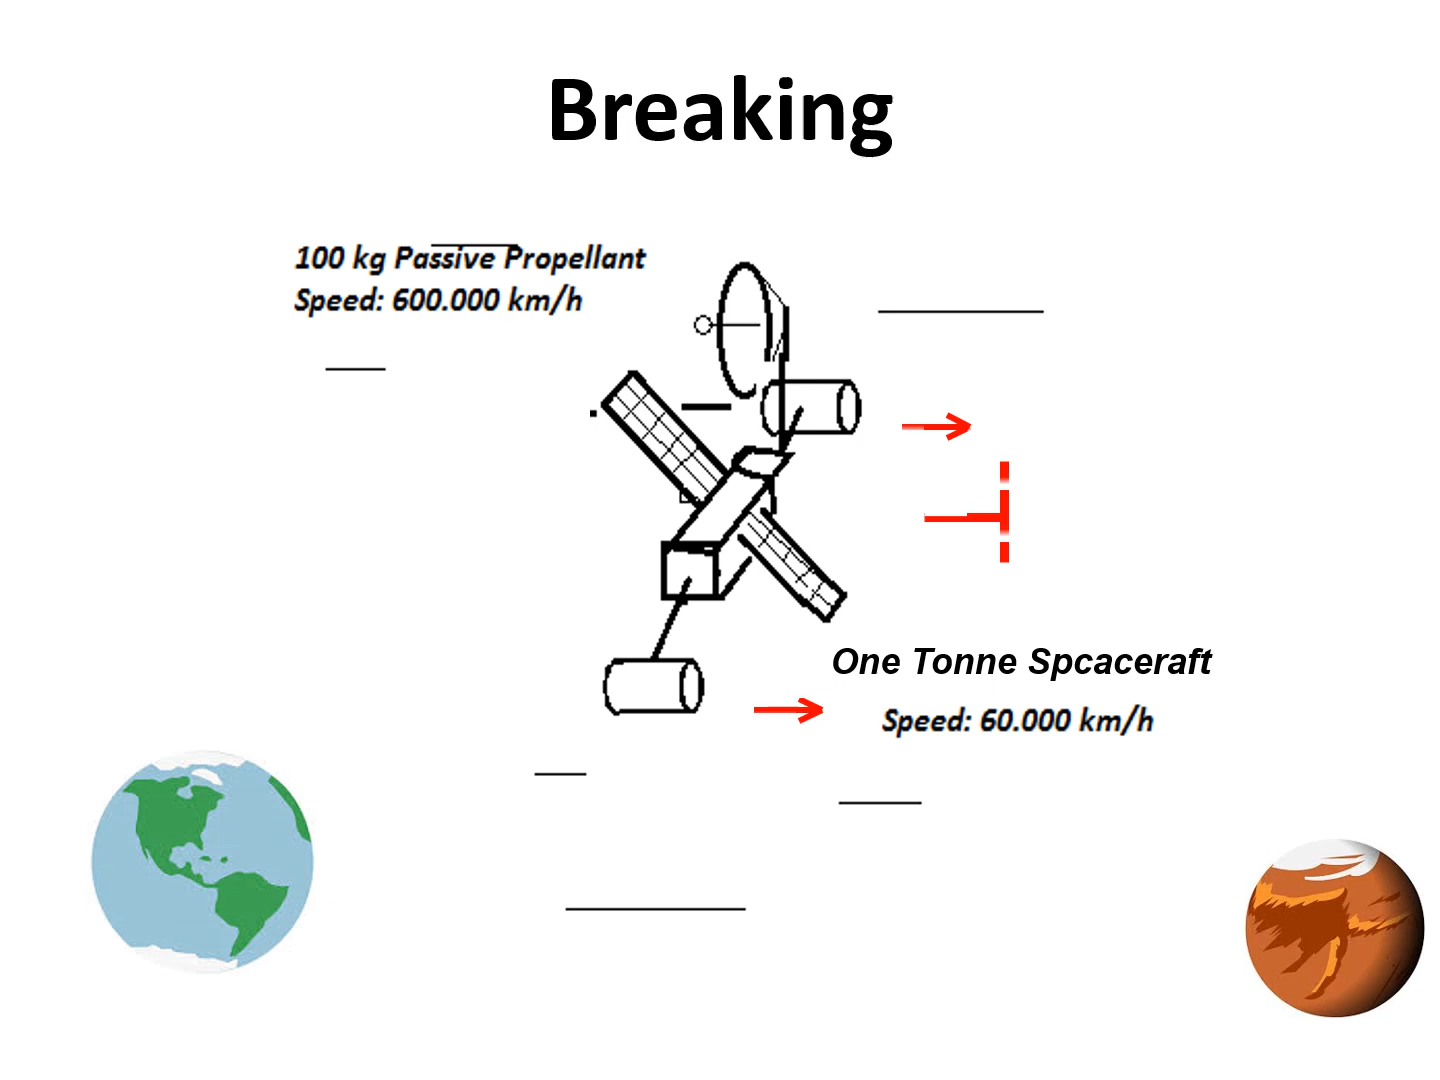 Breaking
100 kg Passive Propellant
Speed: 600.000 km/h
One Tonne Spcaceraft
Speed: 60.000 km/h